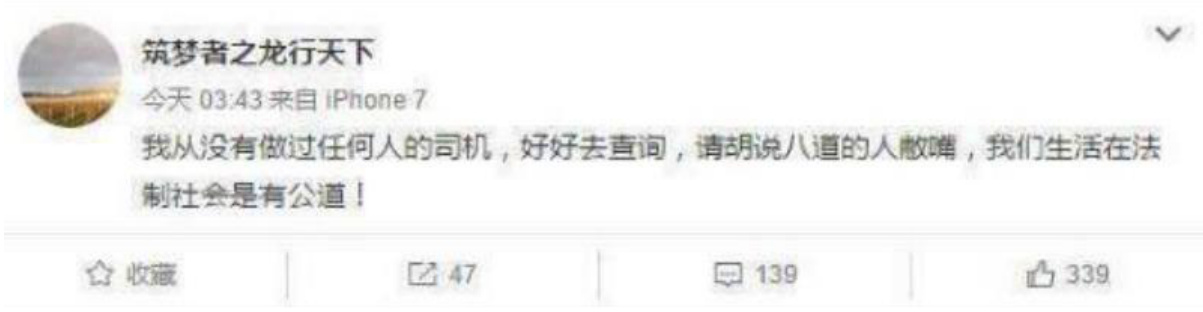 筑梦者之龙行天下
今天 03:43 来自 iPhone 7
我从没有做过任何人的司机，好好去查询，请胡说八道的人敝嘴，我们生活在法
制社会是有公道！
收藏 47 139 339